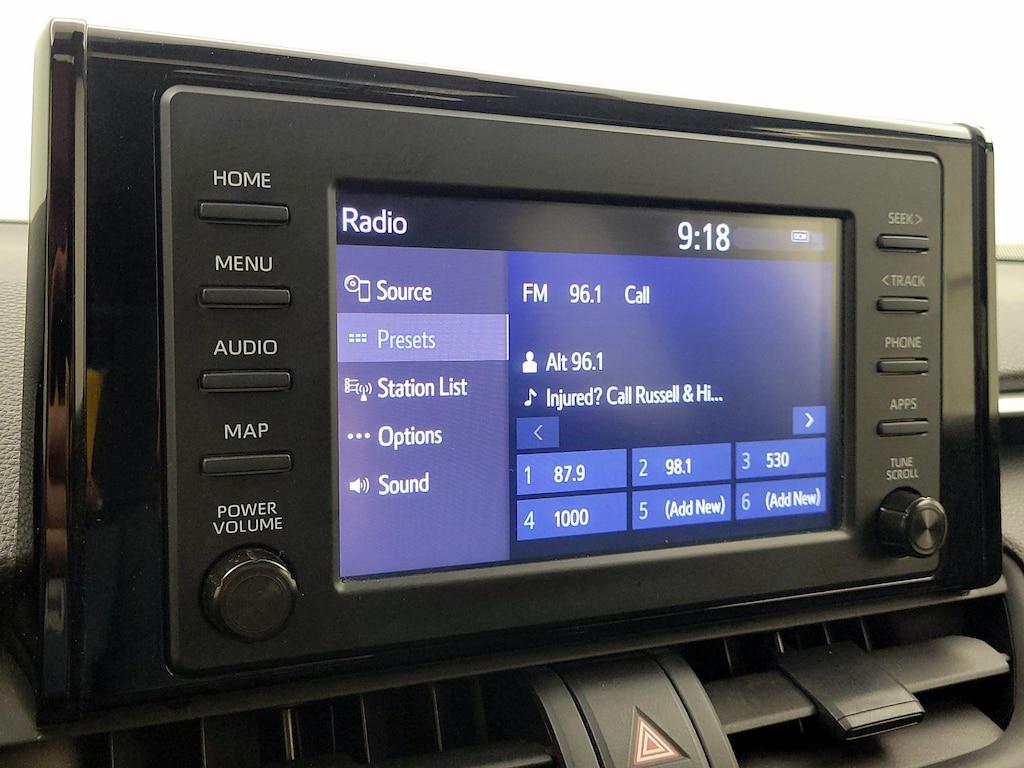 HOME
MENU
AUDIO
MAP
POWER
VOLUME
Radio
9:18
DCM
Source
Presets
Station List
Options
Sound
FM 96.1 Call
Alt 96.1
Injured? Call Russell & Hi...
<
>
1 87.9
2 98.1
3 530
4 1000
5 (Add New)
6 (Add New)
SEEK >
< TRACK
PHONE
APPS
TUNE
SCROLL